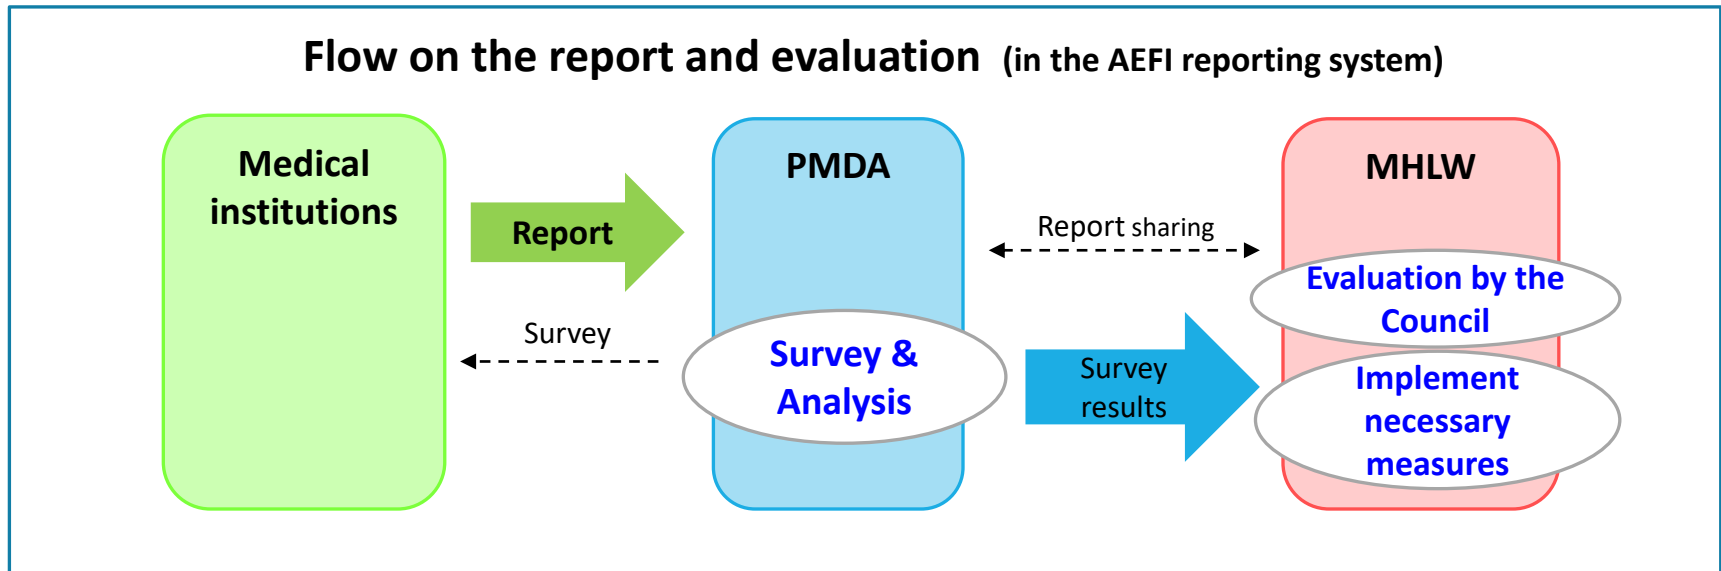 Flow on the report and evaluation (in the AEFI reporting system)
Medical
institutions
Report
Survey
PMDA
Survey &
Analysis
Report sharing
Survey
results
MHLW
Evaluation by the
Council
Implement
necessary
measures